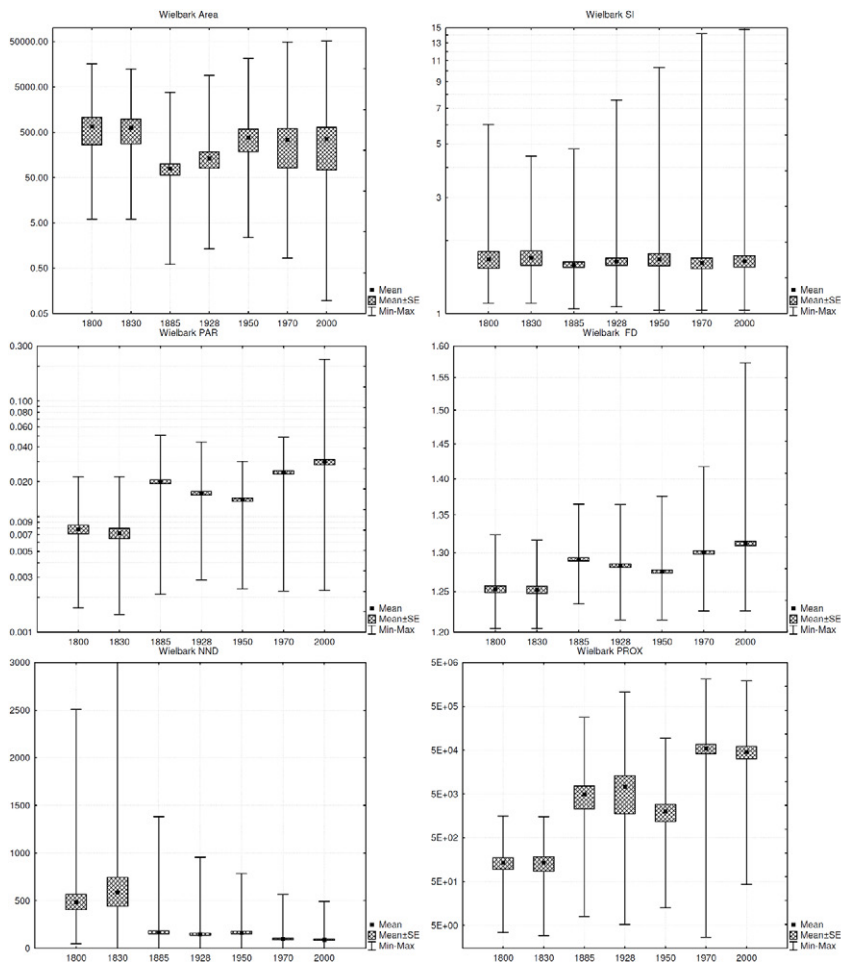 Wielbark Area
50000.00
5000.00
500.00
50.00
5.00
0.50
0.05
1800 1830 1885 1928 1950 1970 2000
Mean
Mean±SE
Min-Max
Wielbark SI
15
13
11
9
7
5
3
1
1800 1830 1885 1928 1950 1970 2000
Mean
Mean±SE
Min-Max
Wielbark PAR
0.300
0.100
0.080
0.060
0.040
0.020
0.009
0.007
0.005
0.003
0.001
1800 1830 1885 1928 1950 1970 2000
Mean
Mean±SE
Min-Max
Wielbark FD
1.60
1.55
1.50
1.45
1.40
1.35
1.30
1.25
1.20
1800 1830 1885 1928 1950 1970 2000
Mean
Mean±SE
Min-Max
Wielbark NND
3000
2500
2000
1500
1000
500
0
1800 1830 1885 1928 1950 1970 2000
Mean
Mean±SE
Min-Max
Wielbark PROX
5E+06
5E+05
5E+04
5E+03
5E+02
5E+01
5E+00
1800 1830 1885 1928 1950 1970 2000
Mean
Mean±SE
Min-Max